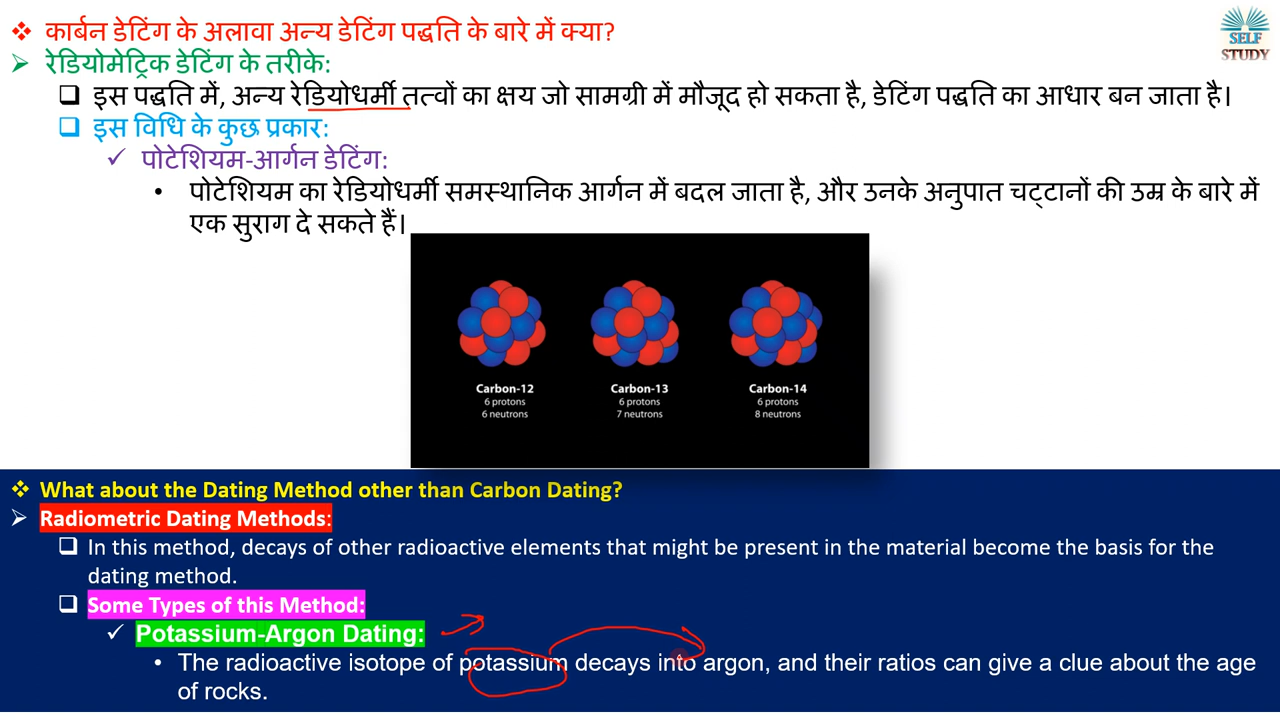 कार्बन डेटिंग के अलावा अन्य डेटिंग पद्धति के बारे में क्या?
SELF
STUDY
रेडियोमेट्रिक डेटिंग के तरीके:
इस पद्धति में, अन्य रेडियोधर्मी तत्वों का क्षय जो सामग्री में मौजूद हो सकता है, डेटिंग पद्धति का आधार बन जाता है।
इस विधि के कुछ प्रकार:
पोटेशियम-आर्गन डेटिंग:
पोटेशियम का रेडियोधर्मी समस्थानिक आर्गन में बदल जाता है, और उनके अनुपात चट्टानों की उम्र के बारे में
एक सुराग दे सकते हैं।
Carbon-12
6 protons
6 neutrons
Carbon-13
6 protons
7 neutrons
Carbon-14
6 protons
8 neutrons
What about the Dating Method other than Carbon Dating?
Radiometric Dating Methods:
In this method, decays of other radioactive elements that might be present in the material become the basis for the
dating method.
Some Types of this Method:
Potassium-Argon Dating:
The radioactive isotope of potassium decays into argon, and their ratios can give a clue about the age
of rocks.